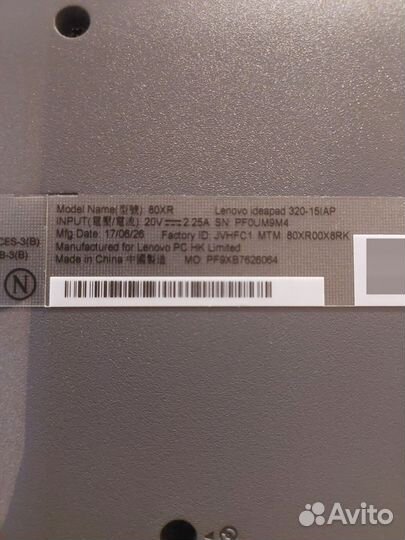 Model Name(型號): 80XR Lenovo ideapad 320-15IAP
INPUT(電壓/電流): 20V⎓2.25A SN: PF0UM9M4
Mfg Date: 17/06/26 Factory ID: JVHFC1 MTM: 80XR00X8RK
Manufactured for Lenovo PC HK Limited
Made in China 中國製造 MO: PF9XB7626064
CES-3(B)
B-3(B)
N
Avito